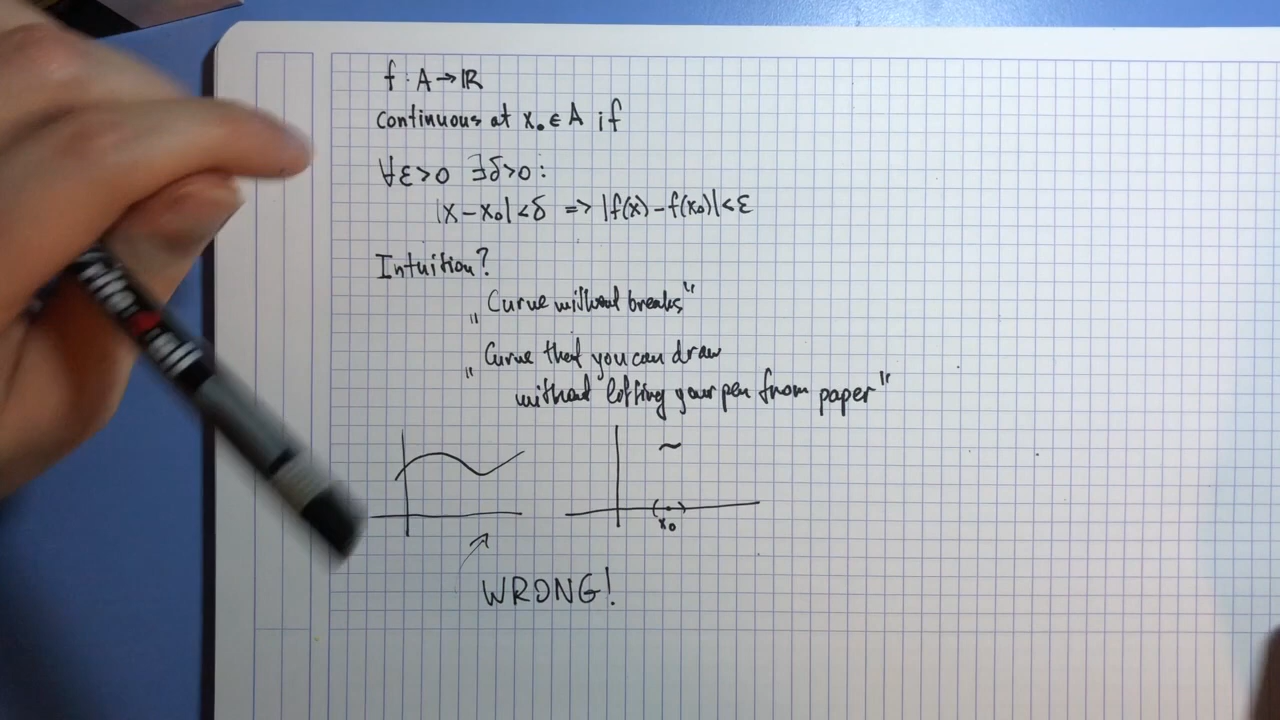 f : A → ℝ
continuous at x₀ ∈ A if
∀ε>0 ∃δ>0 :
|x − x₀| < δ => |f(x) − f(x₀)| < ε
Intuition?
„Curve without breaks“
„Curve that you can draw
without lifting your pen from paper“
x₀
WRONG!